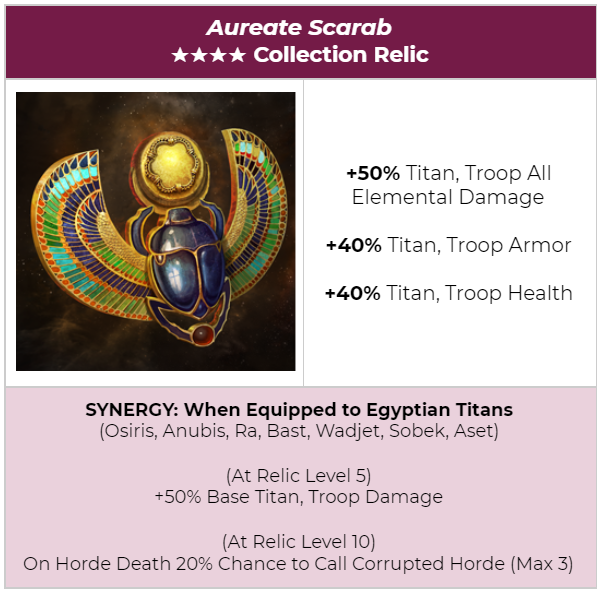 Aureate Scarab
★★★★ Collection Relic
+50% Titan, Troop All
Elemental Damage
+40% Titan, Troop Armor
+40% Titan, Troop Health
SYNERGY: When Equipped to Egyptian Titans
(Osiris, Anubis, Ra, Bast, Wadjet, Sobek, Aset)
(At Relic Level 5)
+50% Base Titan, Troop Damage
(At Relic Level 10)
On Horde Death 20% Chance to Call Corrupted Horde (Max 3)